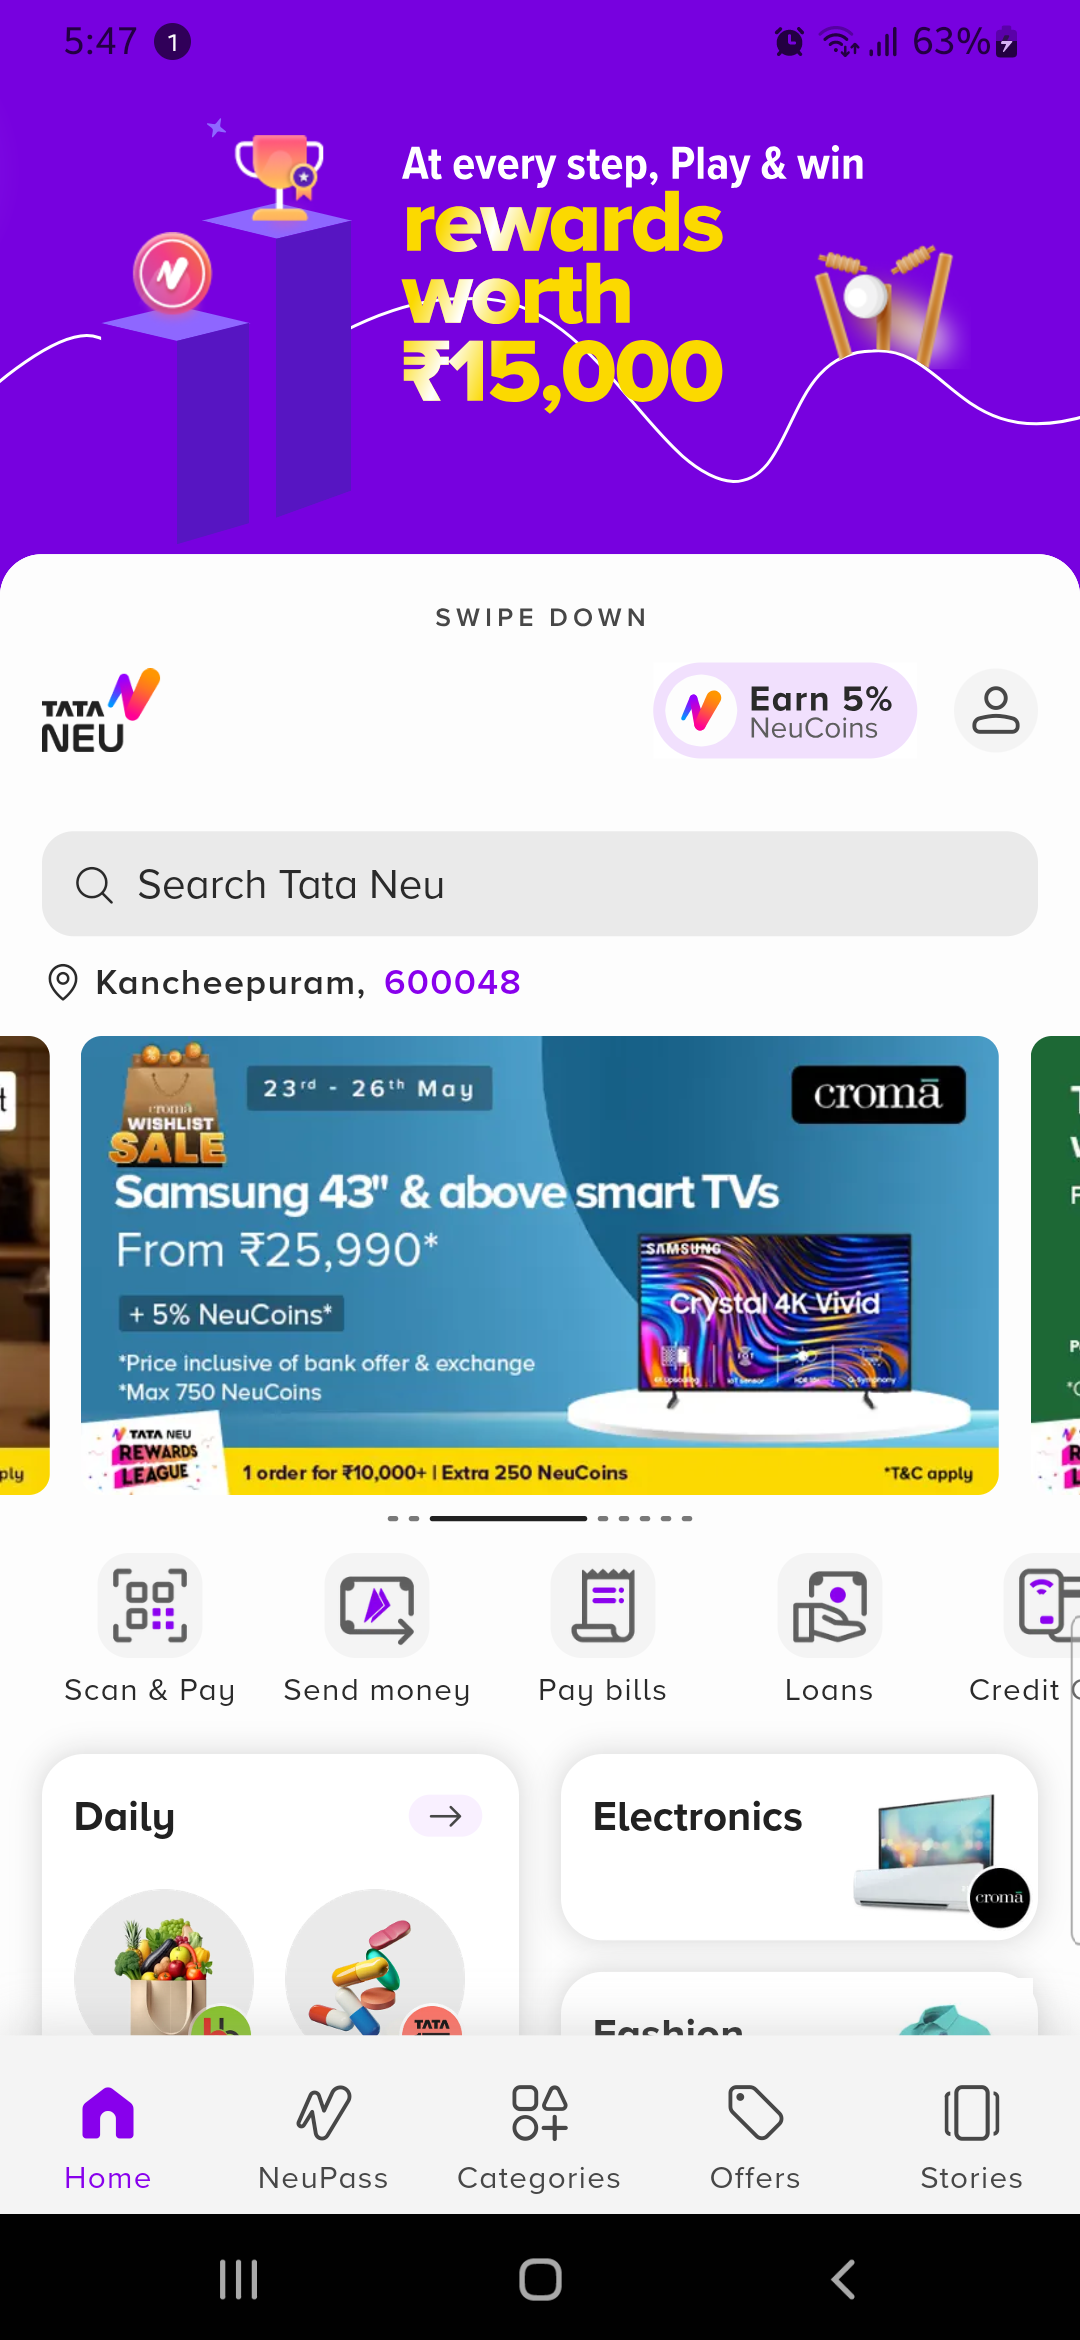 5:47 1 63%
At every step, Play & win
rewards
worth
₹15,000
SWIPE DOWN
TATA
NEU
Earn 5%
NeuCoins
Search Tata Neu
Kancheepuram, 600048
23rd - 26th May
cromā
cromā
WISHLIST
SALE
Samsung 43" & above smart TVs
From ₹25,990*
SAMSUNG
Crystal 4K Vivid
+ 5% NeuCoins*
*Price inclusive of bank offer & exchange
*Max 750 NeuCoins
TATA NEU
REWARDS
LEAGUE
1 order for ₹10,000+ | Extra 250 NeuCoins
*T&C apply
Scan & Pay
Send money
Pay bills
Loans
Credit
Daily
Electronics
cromā
TATA
Fashion
Home
NeuPass
Categories
Offers
Stories